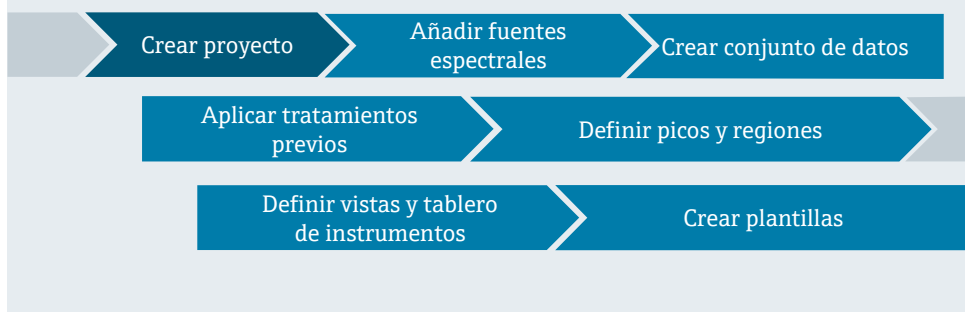 Crear proyecto
Añadir fuentes
espectrales
Crear conjunto de datos
Aplicar tratamientos
previos
Definir picos y regiones
Definir vistas y tablero
de instrumentos
Crear plantillas